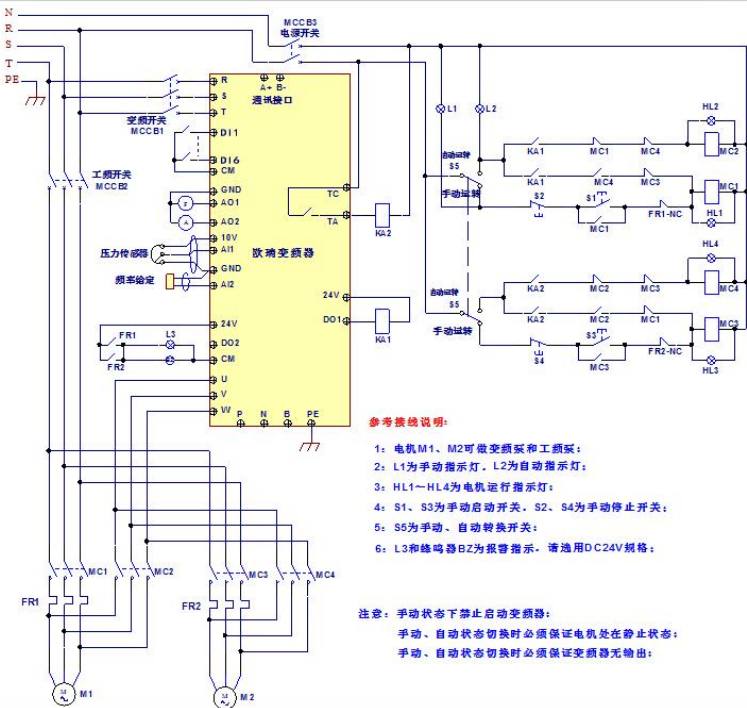 N
R
S
T
PE
MCCB3
电源开关
变频开关
MCCB1
工频开关
MCCB2
R
S
T
A+ B-
通讯接口
DI1
DI6
CM
GND
AO1
AO2
10V
AI1
GND
AI2
F
A
压力传感器
频率给定
欧瑞变频器
TC
TA
KA2
24V
DO1
KA1
24V
DO2
CM
FR1
FR2
L3
U
V
W
P N B PE
L1
L2
自动运转
S5
手动运转
KA1 MC1 MC4 MC2
HL2
KA1 MC4 MC3 MC1
S2 S1 FR1-NC HL1
MC1
自动运转
S5
手动运转
HL4
KA2 MC2 MC3 MC4
KA2 MC2 MC1 MC3
S4 S3 FR2-NC HL3
MC3
参考接线说明:
1: 电机M1、M2可做变频泵和工频泵;
2: L1为手动指示灯, L2为自动指示灯;
3: HL1~HL4为电机运行指示灯;
4: S1、S3为手动启动开关, S2、S4为手动停止开关;
5: S5为手动、自动转换开关;
6: L3和蜂鸣器BZ为报警指示, 请选用DC24V规格;
注意: 手动状态下禁止启动变频器;
手动、自动状态切换时必须保证电机处在静止状态;
手动、自动状态切换时必须保证变频器无输出;
MC1
MC2
MC3
MC4
FR1
FR2
M
M1
M
M2